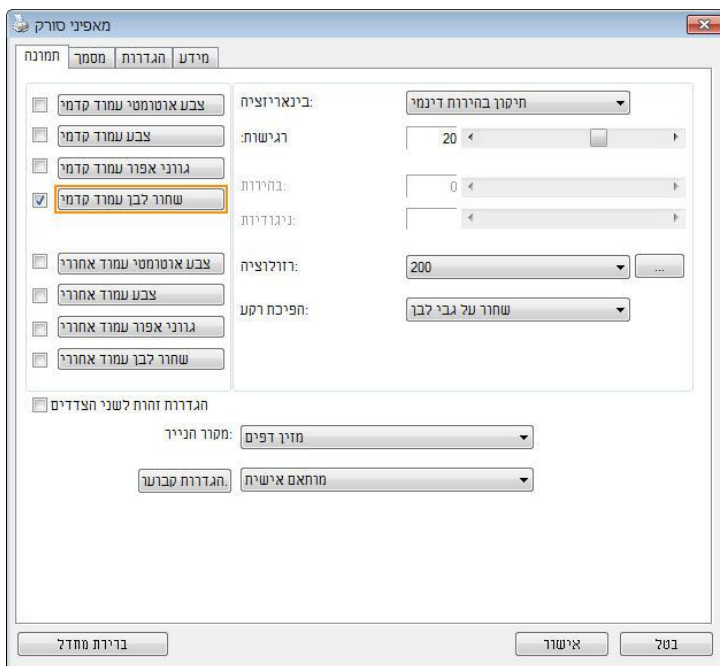 מאפיני סורק
תמונה
מסמך
הגדרות
מידע
צבע אוטומטי עמוד קדמי
צבע עמוד קדמי
גווני אפור עמוד קדמי
שחור לבן עמוד קדמי
צבע אוטומטי עמוד אחורי
צבע עמוד אחורי
גווני אפור עמוד אחורי
שחור לבן עמוד אחורי
בינאריזציה: תיקון בהירות דינמי
רגישות: 20
בהירות: 0
ניגודיות:
רזולוציה: 200 ...
הפיכת רקע: שחור על גבי לבן
הגדרות זהות לשני הצדדים
מקור הנייר: מזין דפים
הגדרות קבוער. מותאם אישית
ברירת מחדל
אישור
בטל